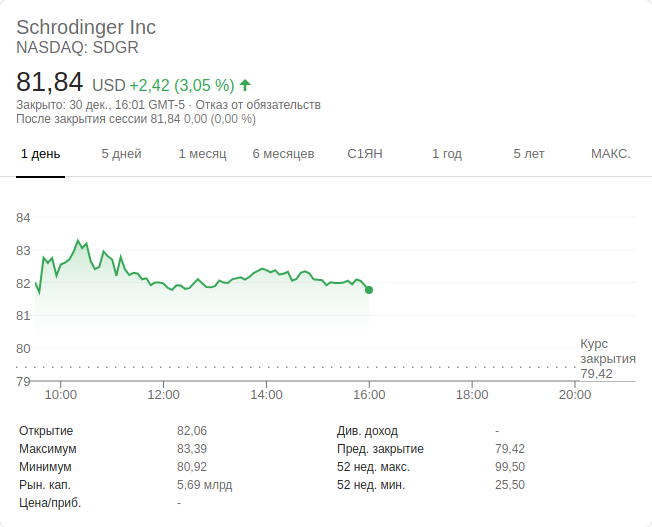 Schrodinger Inc
NASDAQ: SDGR
81,84 USD +2,42 (3,05 %)
Закрыто: 30 дек., 16:01 GMT-5 · Отказ от обязательств
После закрытия сессии 81,84 0,00 (0,00 %)
1 день 5 дней 1 месяц 6 месяцев С1ЯН 1 год 5 лет МАКС.
84
83
82
81
80
Курс
закрытия
79,42
79
10:00 12:00 14:00 16:00 18:00 20:00
Открытие 82,06 Див. доход -
Максимум 83,39 Пред. закрытие 79,42
Минимум 80,92 52 нед. макс. 99,50
Рын. кап. 5,69 млрд 52 нед. мин. 25,50
Цена/приб. -